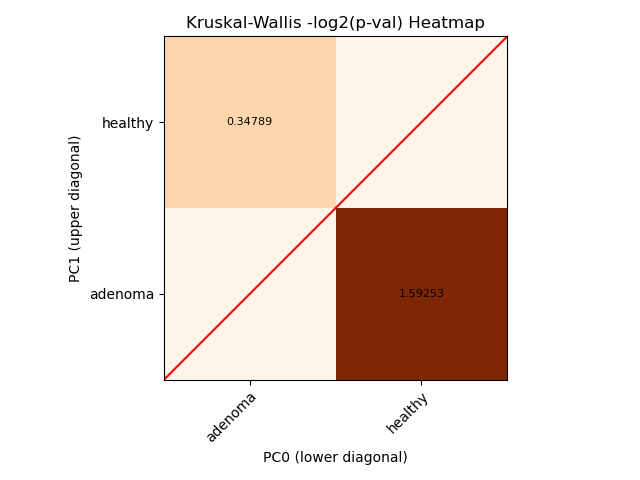 Kruskal-Wallis -log2(p-val) Heatmap
PC1 (upper diagonal)
healthy
0.34789
adenoma
1.59253
adenoma
healthy
PC0 (lower diagonal)